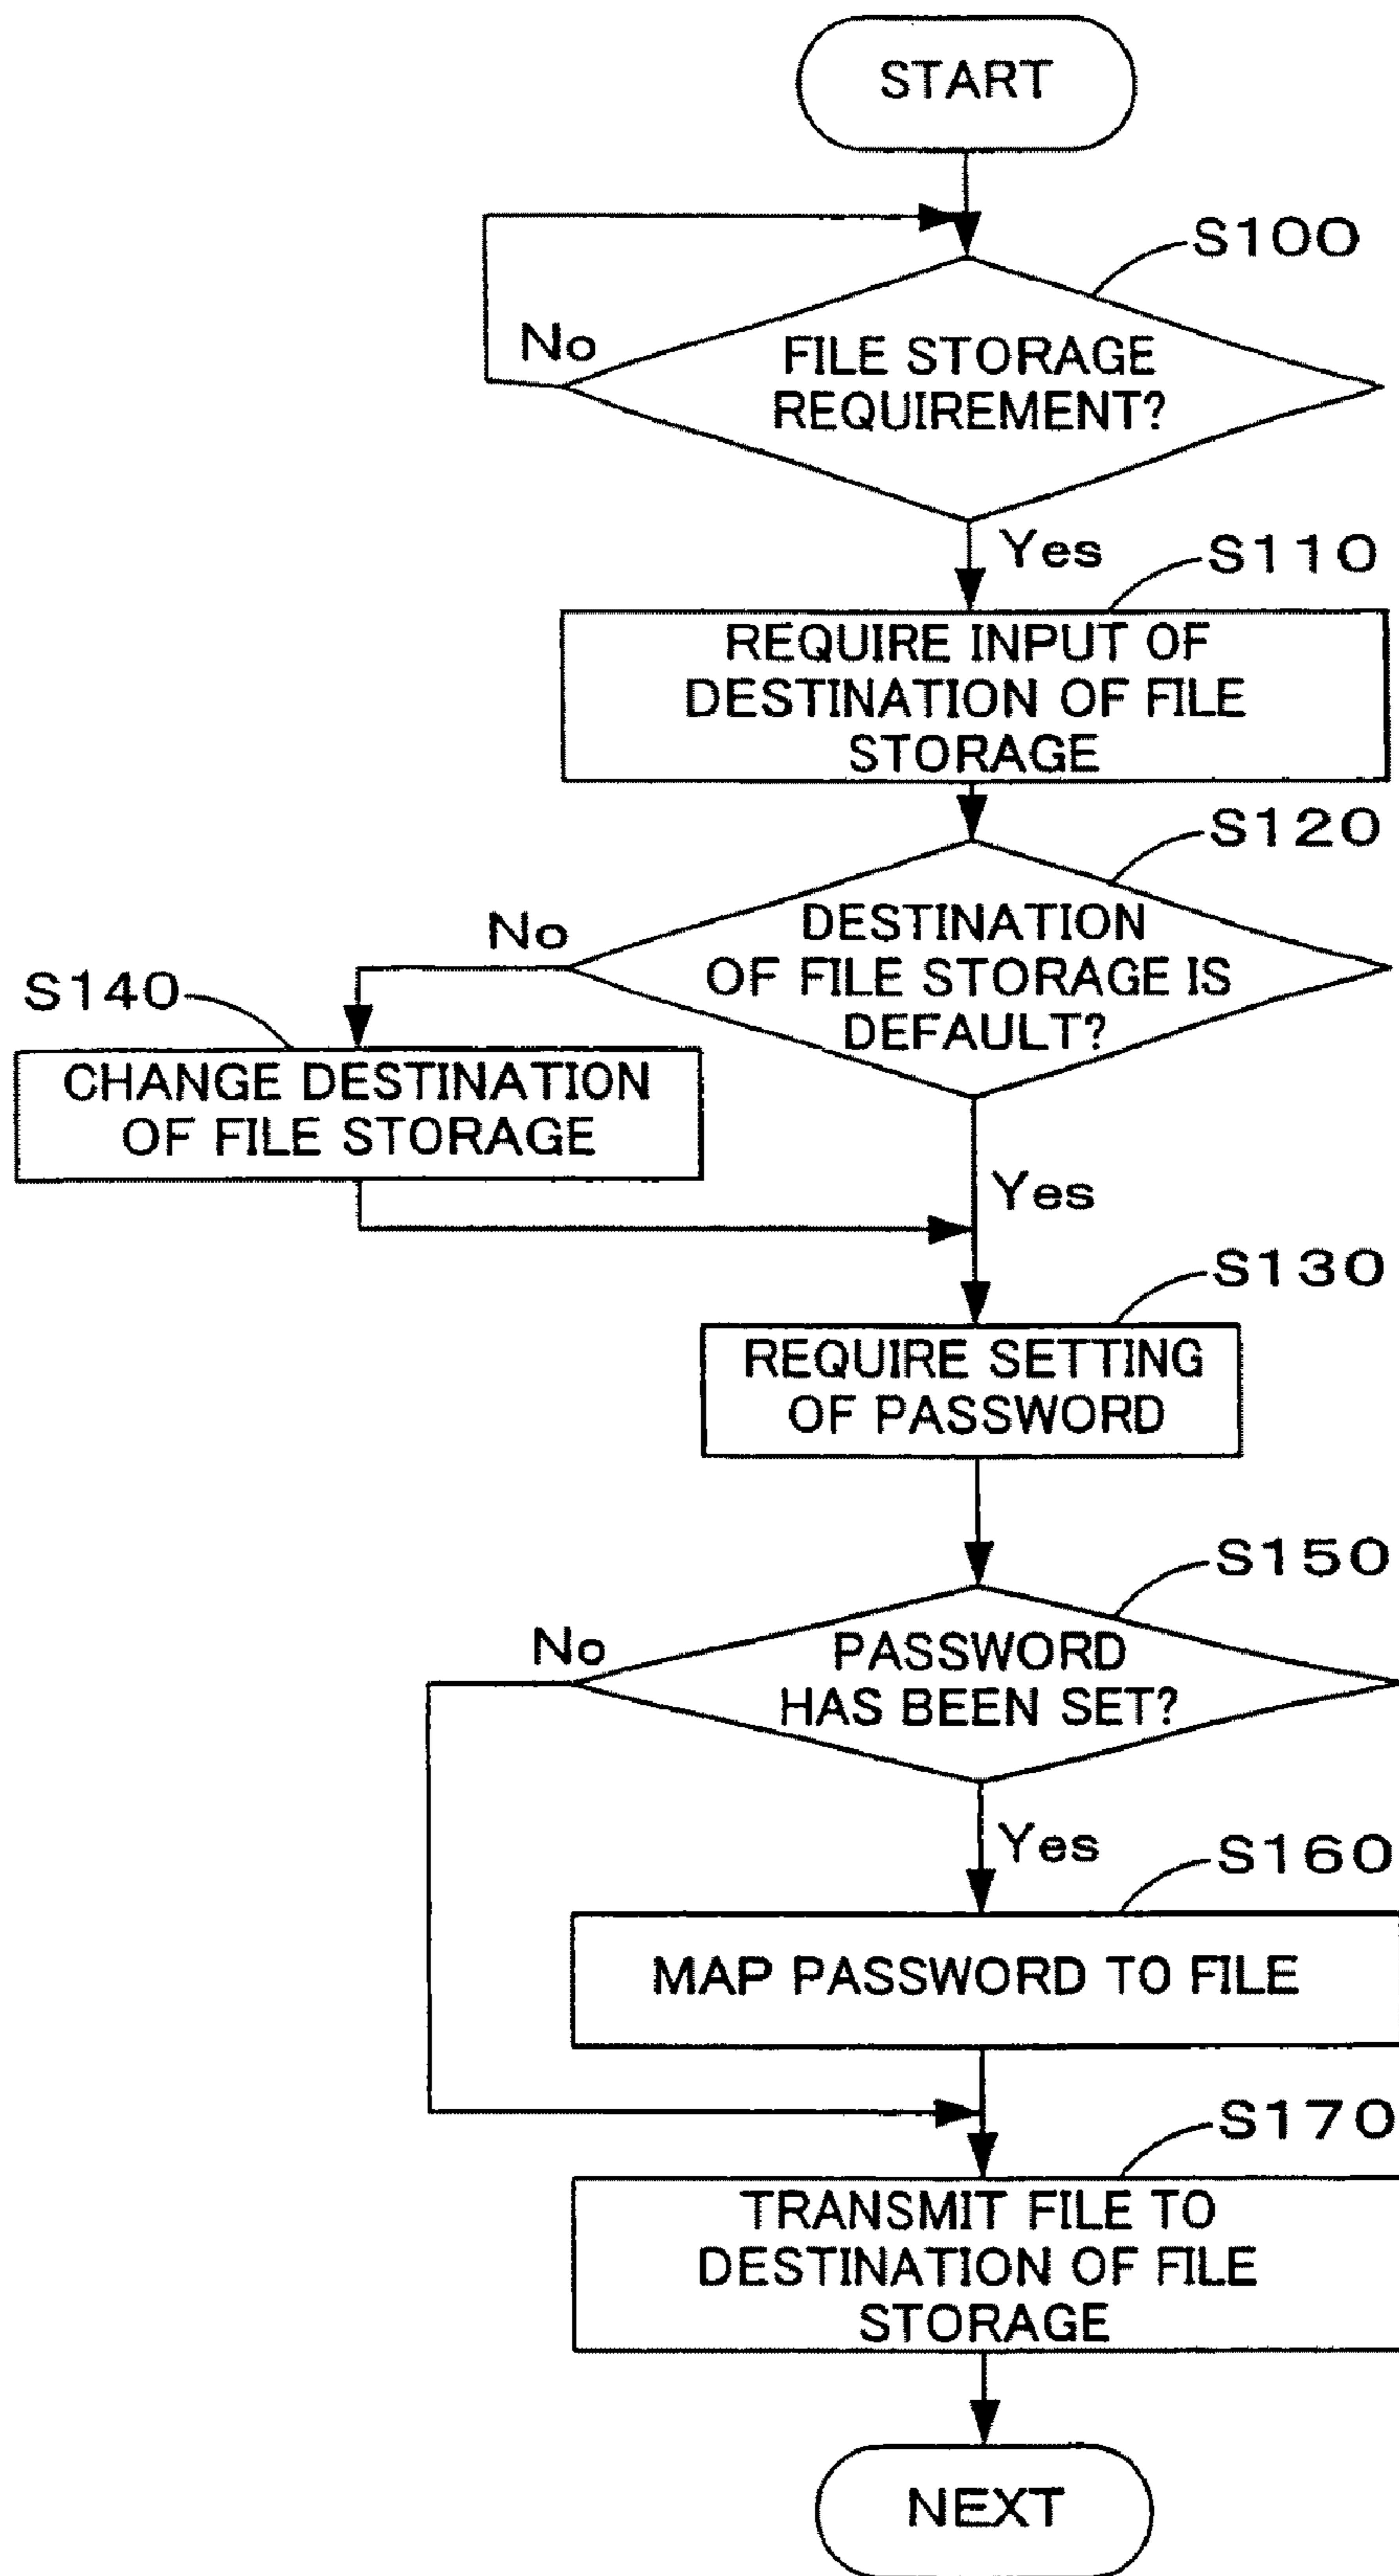 START
S100
No
FILE STORAGE
REQUIREMENT?
Yes
S110
REQUIRE INPUT OF
DESTINATION OF FILE
STORAGE
S120
No
DESTINATION
OF FILE STORAGE IS
DEFAULT?
S140
CHANGE DESTINATION
OF FILE STORAGE
Yes
S130
REQUIRE SETTING
OF PASSWORD
S150
No
PASSWORD
HAS BEEN SET?
Yes
S160
MAP PASSWORD TO FILE
S170
TRANSMIT FILE TO
DESTINATION OF FILE
STORAGE
NEXT